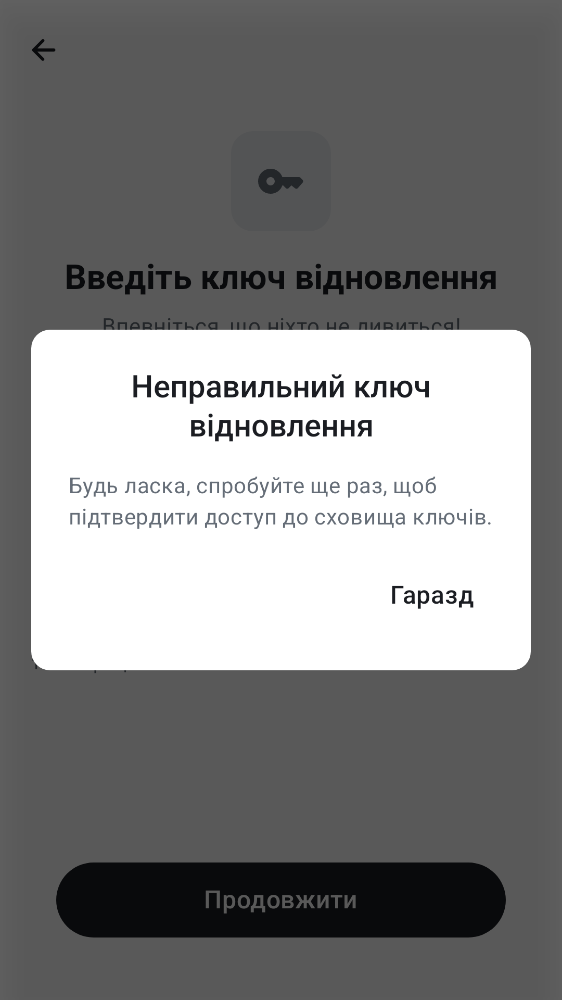 Введіть ключ відновлення
Впевніться, що ніхто не дивиться!
Неправильний ключ
відновлення
Будь ласка, спробуйте ще раз, щоб
підтвердити доступ до сховища ключів.
Гаразд
Продовжити